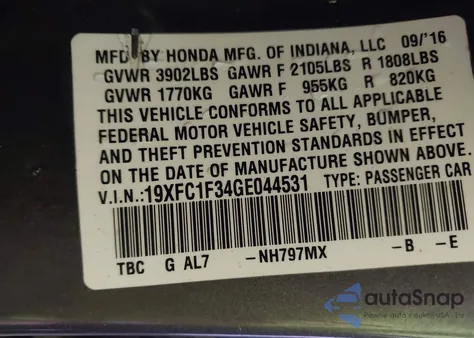 MFD BY HONDA MFG. OF INDIANA, LLC 09/'16
GVWR 3902LBS GAWR F 2105LBS R 1808LBS
GVWR 1770KG GAWR F 955KG R 820KG
THIS VEHICLE CONFORMS TO ALL APPLICABLE
FEDERAL MOTOR VEHICLE SAFETY, BUMPER,
AND THEFT PREVENTION STANDARDS IN EFFECT
ON THE DATE OF MANUFACTURE SHOWN ABOVE.
V.I.N.:19XFC1F34GE044531 TYPE: PASSENGER CAR
TBC G AL7 -NH797MX -B -E
autoSnap